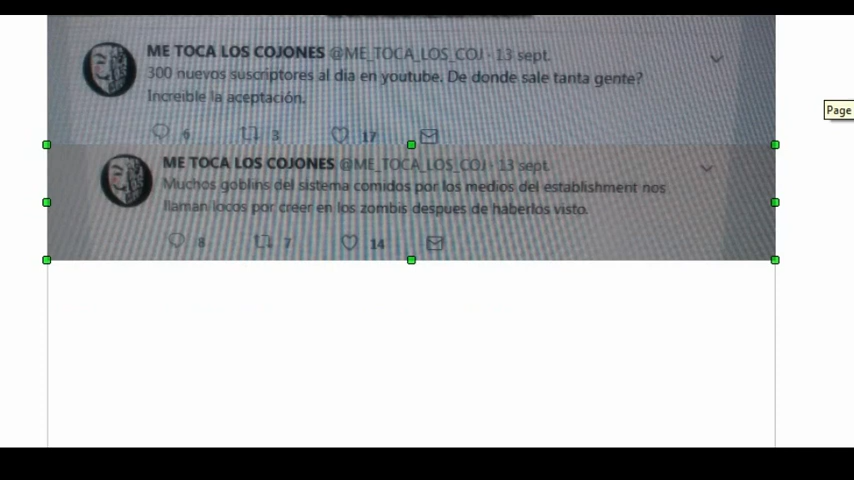 ME TOCA LOS COJONES @ME_TOCA_LOS_COJ · 13 sept.
300 nuevos suscriptores al dia en youtube. De donde sale tanta gente?
Increible la aceptación.
6 3 17
ME TOCA LOS COJONES @ME_TOCA_LOS_COJ · 13 sept.
Muchos goblins del sistema comidos por los medios del establishment nos
llaman locos por creer en los zombis despues de haberlos visto.
8 7 14
Page